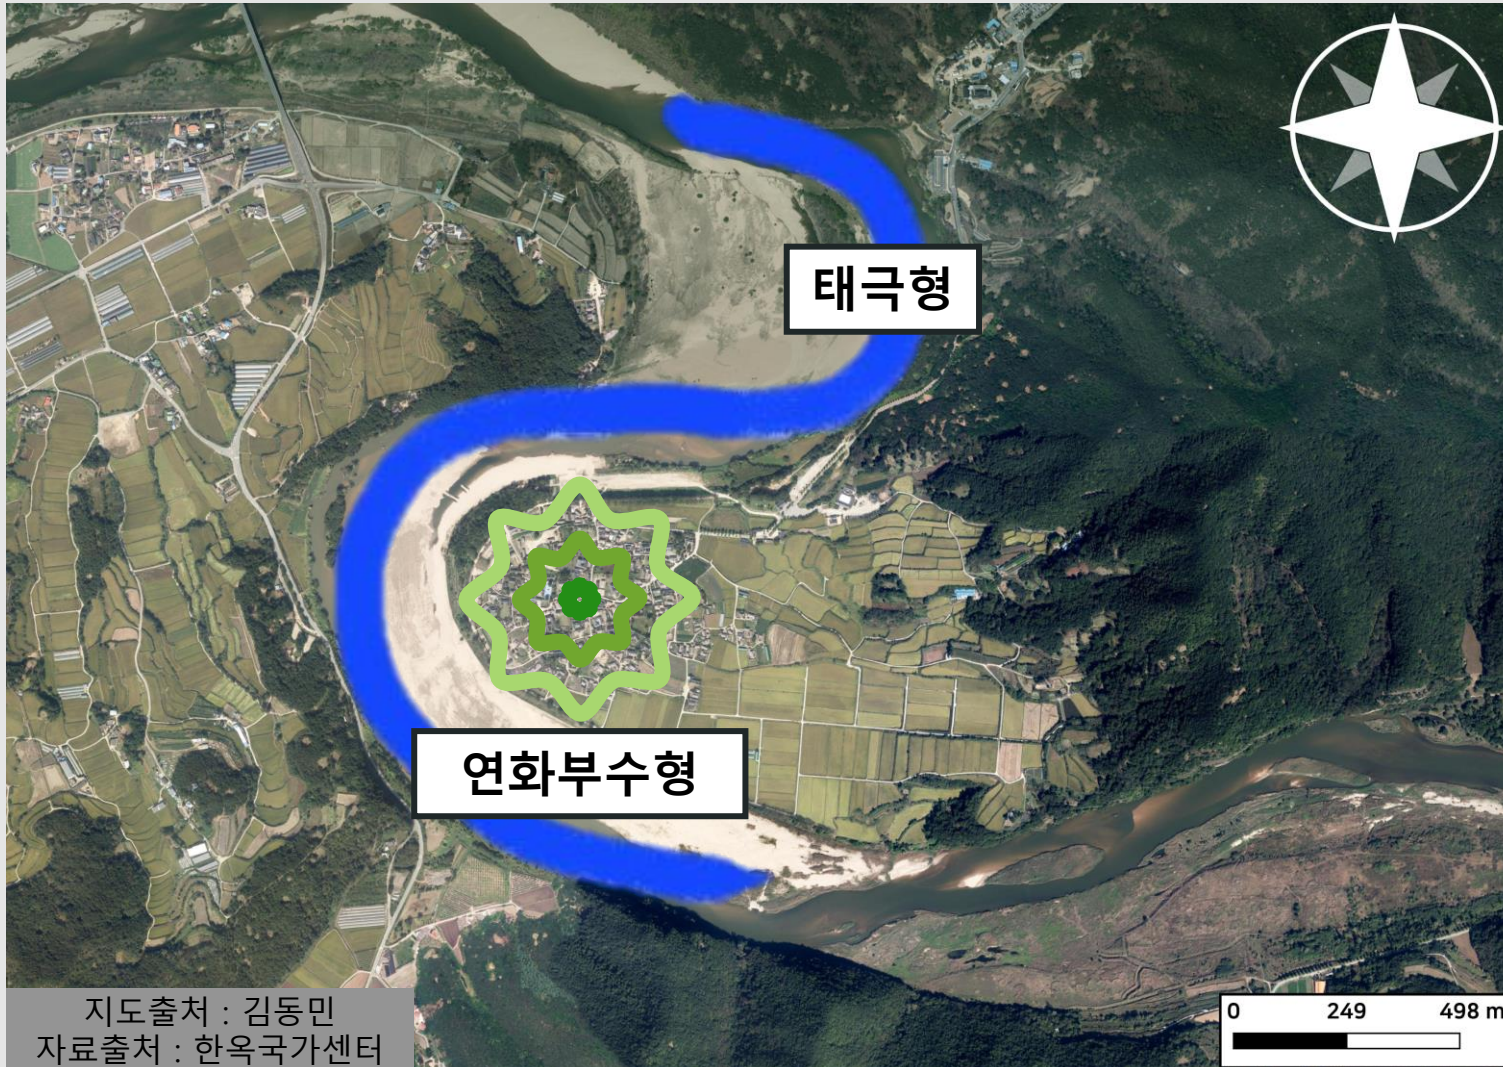 태극형
연화부수형
지도출처 : 김동민
자료출처 : 한옥국가센터
0 249 498 m